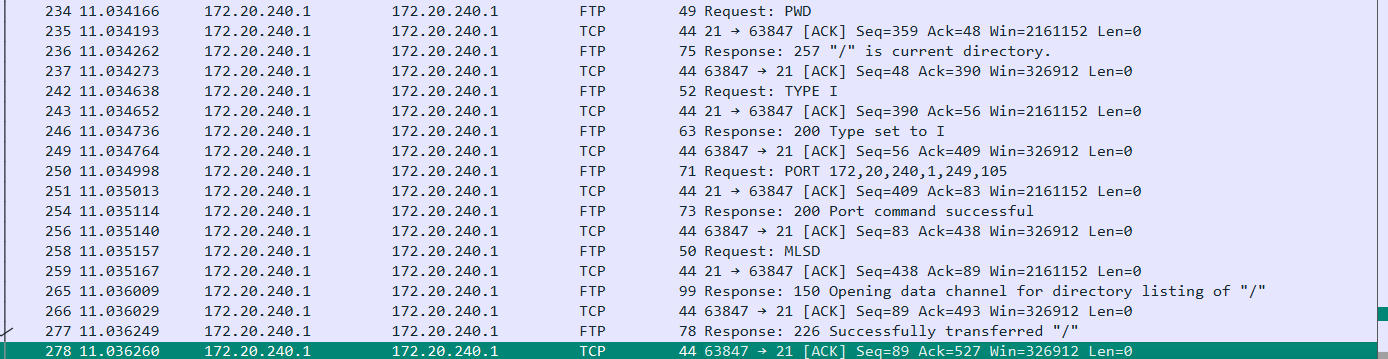 234 11.034166 172.20.240.1 172.20.240.1 FTP 49 Request: PWD
235 11.034193 172.20.240.1 172.20.240.1 TCP 44 21 → 63847 [ACK] Seq=359 Ack=48 Win=2161152 Len=0
236 11.034262 172.20.240.1 172.20.240.1 FTP 75 Response: 257 "/" is current directory.
237 11.034273 172.20.240.1 172.20.240.1 TCP 44 63847 → 21 [ACK] Seq=48 Ack=390 Win=326912 Len=0
242 11.034638 172.20.240.1 172.20.240.1 FTP 52 Request: TYPE I
243 11.034652 172.20.240.1 172.20.240.1 TCP 44 21 → 63847 [ACK] Seq=390 Ack=56 Win=2161152 Len=0
246 11.034736 172.20.240.1 172.20.240.1 FTP 63 Response: 200 Type set to I
249 11.034764 172.20.240.1 172.20.240.1 TCP 44 63847 → 21 [ACK] Seq=56 Ack=409 Win=326912 Len=0
250 11.034998 172.20.240.1 172.20.240.1 FTP 71 Request: PORT 172,20,240,1,249,105
251 11.035013 172.20.240.1 172.20.240.1 TCP 44 21 → 63847 [ACK] Seq=409 Ack=83 Win=2161152 Len=0
254 11.035114 172.20.240.1 172.20.240.1 FTP 73 Response: 200 Port command successful
256 11.035140 172.20.240.1 172.20.240.1 TCP 44 63847 → 21 [ACK] Seq=83 Ack=438 Win=326912 Len=0
258 11.035157 172.20.240.1 172.20.240.1 FTP 50 Request: MLSD
259 11.035167 172.20.240.1 172.20.240.1 TCP 44 21 → 63847 [ACK] Seq=438 Ack=89 Win=2161152 Len=0
265 11.036009 172.20.240.1 172.20.240.1 FTP 99 Response: 150 Opening data channel for directory listing of "/"
266 11.036029 172.20.240.1 172.20.240.1 TCP 44 63847 → 21 [ACK] Seq=89 Ack=493 Win=326912 Len=0
277 11.036249 172.20.240.1 172.20.240.1 FTP 78 Response: 226 Successfully transferred "/"
278 11.036260 172.20.240.1 172.20.240.1 TCP 44 63847 → 21 [ACK] Seq=89 Ack=527 Win=326912 Len=0